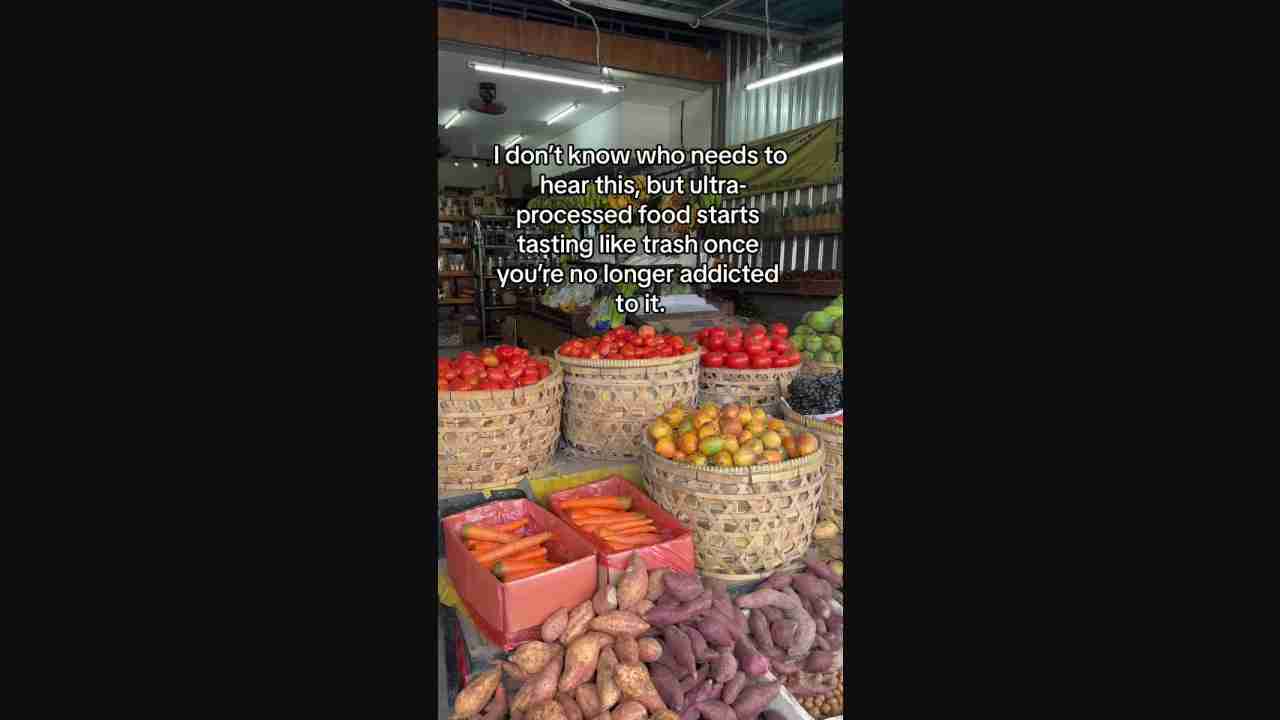 I don't know who needs to
hear this, but ultra-
processed food starts
tasting like trash once
you're no longer addicted
to it.